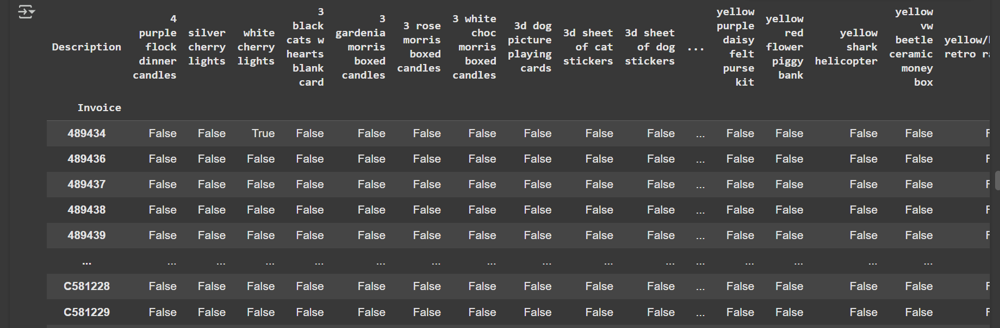 Description 4 purple flock dinner candles silver cherry lights white cherry lights 3 black cats w hearts blank card 3 gardenia morris boxed candles 3 rose morris boxed candles 3 white choc morris boxed candles 3d dog picture playing cards 3d sheet of cat stickers 3d sheet of dog stickers ... yellow purple daisy felt purse kit yellow red flower piggy bank yellow shark helicopter yellow vw beetle ceramic money box yellow/ retro
Invoice
489434 False False True False False False False False False False ... False False False False F
489436 False False False False False False False False False False ... False False False False F
489437 False False False False False False False False False False ... False False False False F
489438 False False False False False False False False False False ... False False False False F
489439 False False False False False False False False False False ... False False False False F
... ... ... ... ... ... ... ... ... ... ... ... ... ... ... ...
C581228 False False False False False False False False False False ... False False False False F
C581229 False False False False False False False False False False ... False False False False F